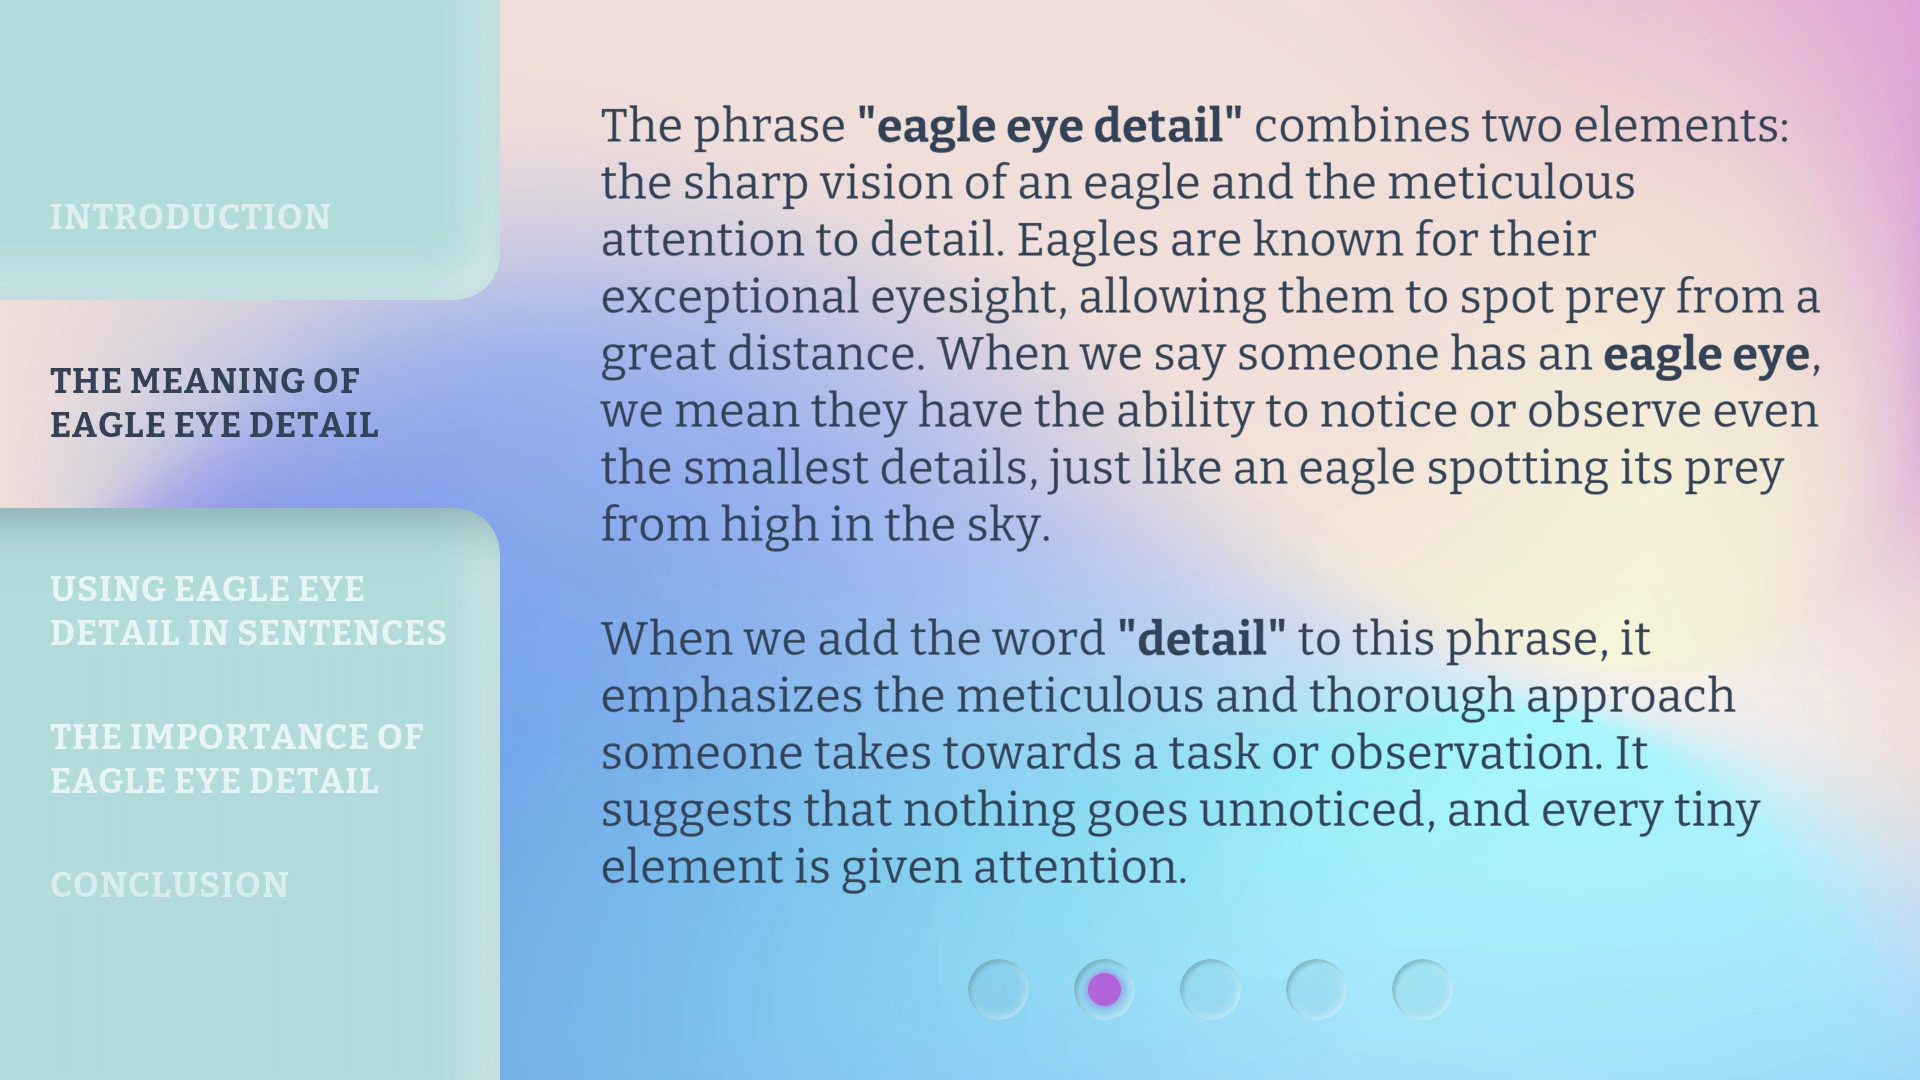 INTRODUCTION
THE MEANING OF
EAGLE EYE DETAIL
USING EAGLE EYE
DETAIL IN SENTENCES
THE IMPORTANCE OF
EAGLE EYE DETAIL
CONCLUSION
The phrase "eagle eye detail" combines two elements:
the sharp vision of an eagle and the meticulous
attention to detail. Eagles are known for their
exceptional eyesight, allowing them to spot prey from a
great distance. When we say someone has an eagle eye,
we mean they have the ability to notice or observe even
the smallest details, just like an eagle spotting its prey
from high in the sky.
When we add the word "detail" to this phrase, it
emphasizes the meticulous and thorough approach
someone takes towards a task or observation. It
suggests that nothing goes unnoticed, and every tiny
element is given attention.